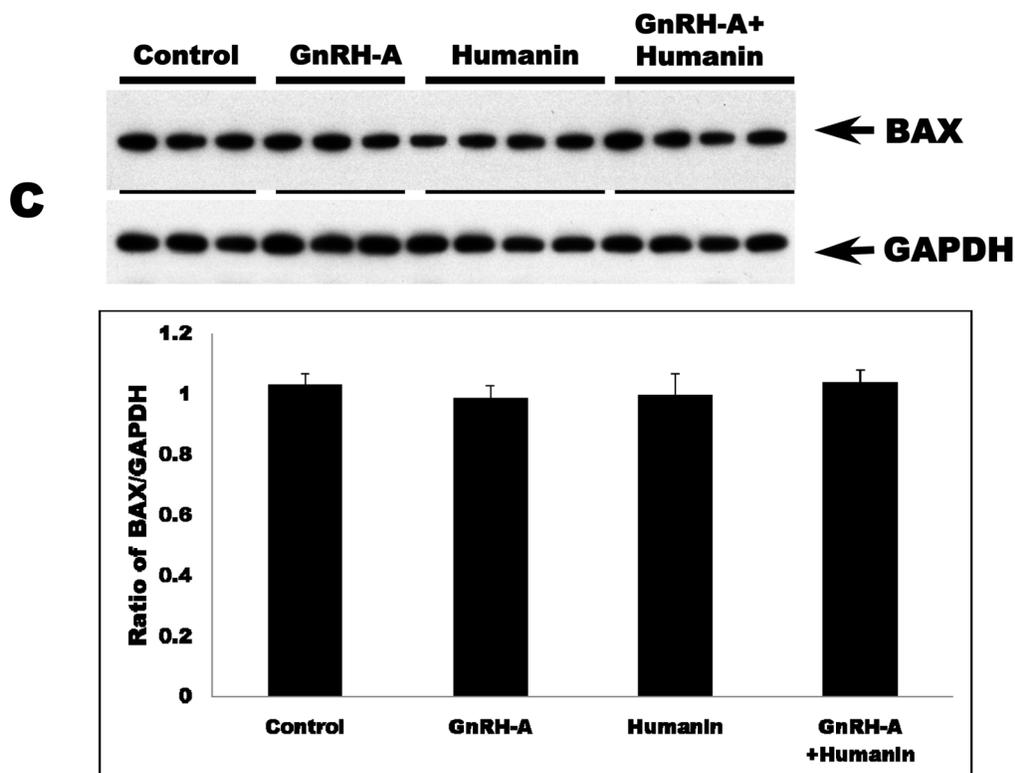 GnRH-A+
Control GnRH-A Humanin Humanin
BAX
C
GAPDH
1.2
1
0.8
0.6
0.4
0.2
0
Ratio of BAX/GAPDH
Control GnRH-A Humanin GnRH-A
+Humanin